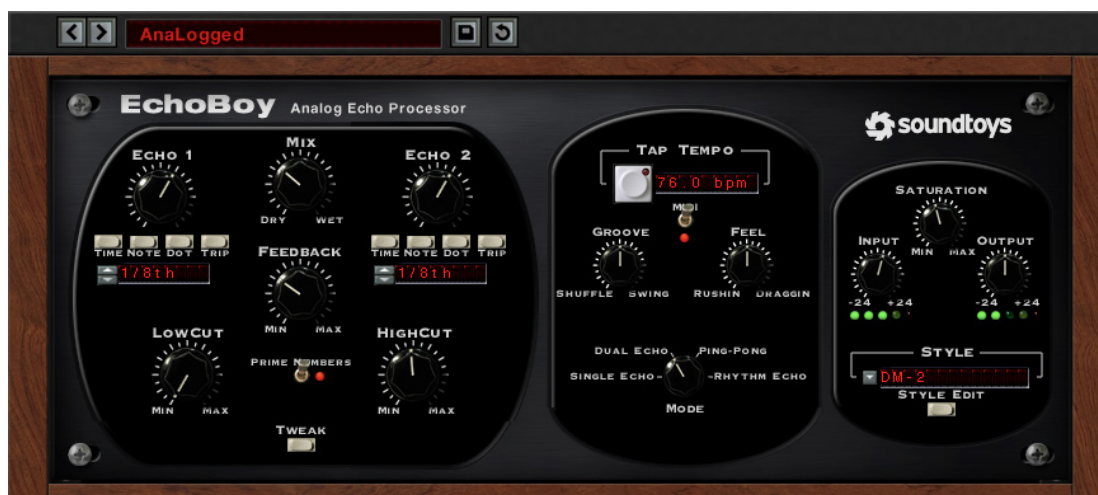 AnaLogged
EchoBoy Analog Echo Processor
soundtoys
Echo 1
Mix
Echo 2
Dry Wet
Time Note Dot Trip
Time Note Dot Trip
1/8th
1/8th
Feedback
Min Max
LowCut
HighCut
Prime Numbers
Min Max
Min Max
Tweak
Tap Tempo
76.0 bpm
MIDI
Groove
Feel
Shuffle Swing
Rushin Draggin
Dual Echo
Ping-Pong
Single Echo
Rhythm Echo
Mode
Saturation
Min Max
Input
Output
-24 +24
-24 +24
Style
DM-2
Style Edit